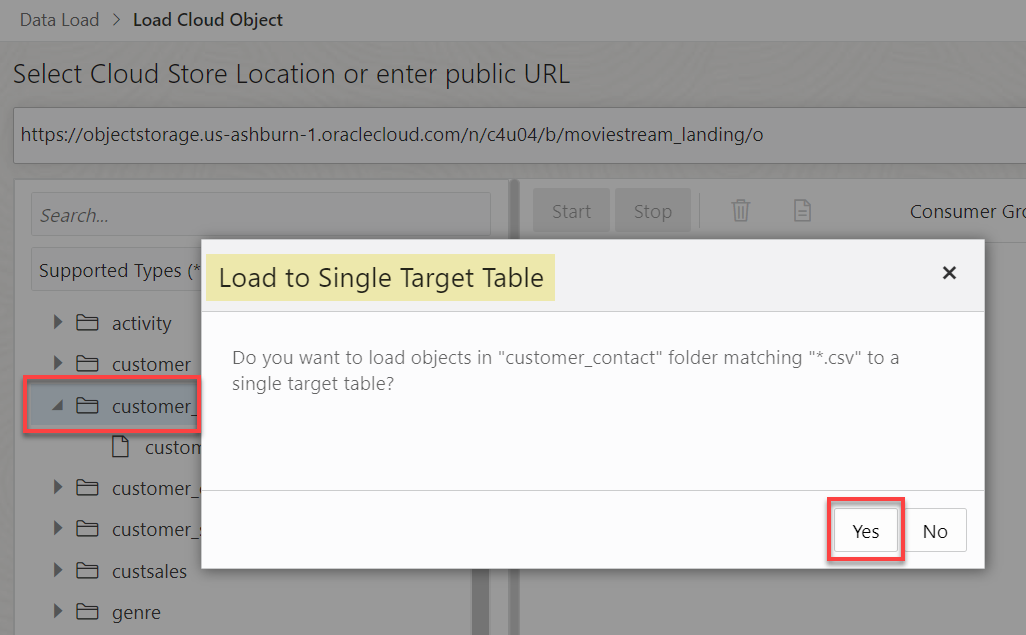 Data Load > Load Cloud Object
Select Cloud Store Location or enter public URL
https://objectstorage.us-ashburn-1.oraclecloud.com/n/c4u04/b/moviestream_landing/o
Search...
Start Stop Consumer Gro
Supported Types (*
Load to Single Target Table
Do you want to load objects in "customer_contact" folder matching "*.csv" to a
single target table?
activity
customer
customer_
custom
customer_
customer_s
custsales
genre
Yes No